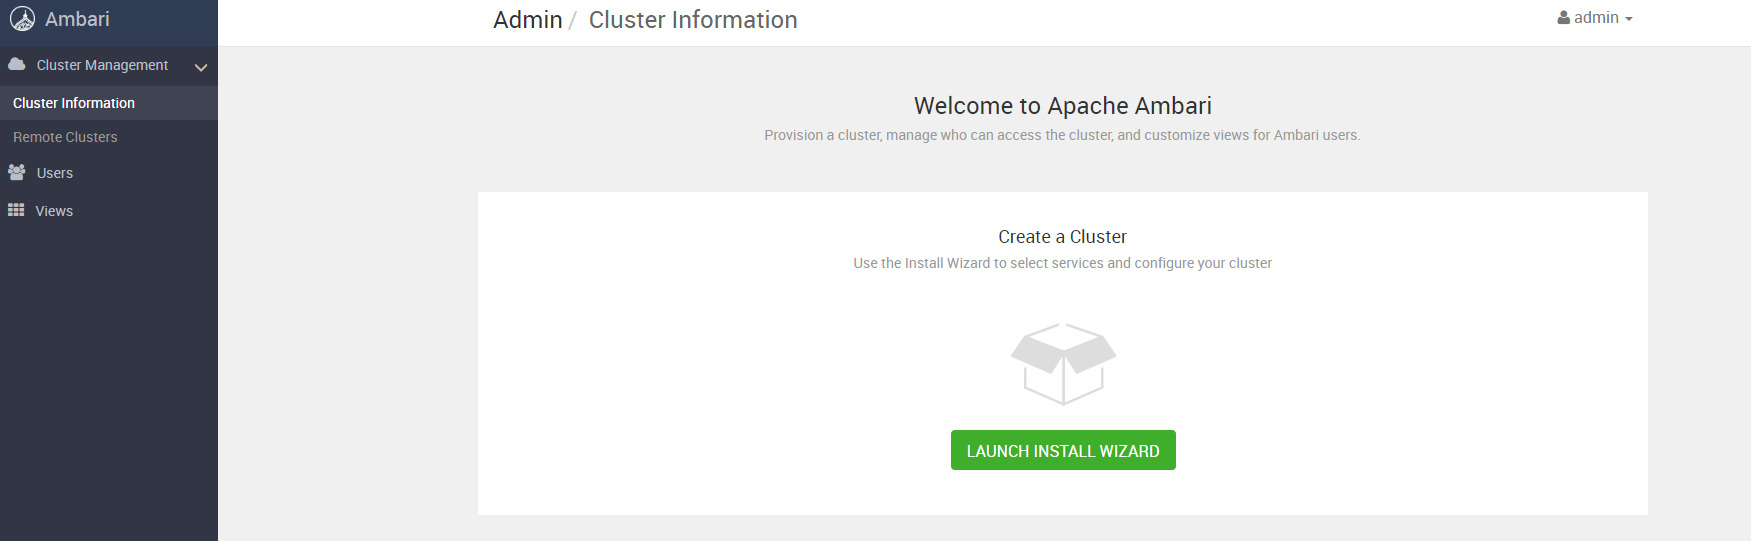 Ambari
Admin / Cluster Information
admin
Cluster Management
Cluster Information
Remote Clusters
Users
Views
Welcome to Apache Ambari
Provision a cluster, manage who can access the cluster, and customize views for Ambari users.
Create a Cluster
Use the Install Wizard to select services and configure your cluster
LAUNCH INSTALL WIZARD